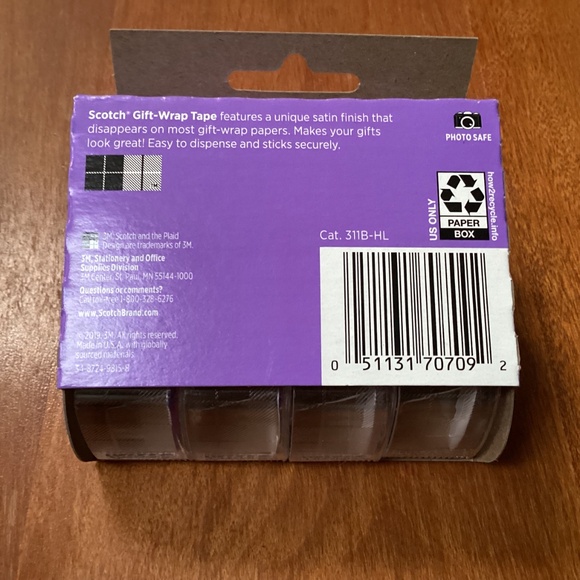 Scotch® Gift-Wrap Tape features a unique satin finish that
disappears on most gift-wrap papers. Makes your gifts
look great! Easy to dispense and sticks securely.
PHOTO SAFE
™
how2recycle.info
US ONLY
PAPER
BOX
3M, Scotch and the Plaid
Design are trademarks of 3M.
Cat. 311B-HL
3M Stationery and Office
Supplies Division
3M Center, St. Paul, MN 55144-1000
Questions or comments?
Call toll-free 1-800-328-6276
www.ScotchBrand.com
© 2019, 3M. All rights reserved.
Made in U.S.A. with globally
sourced materials.
0 51131 70709 2